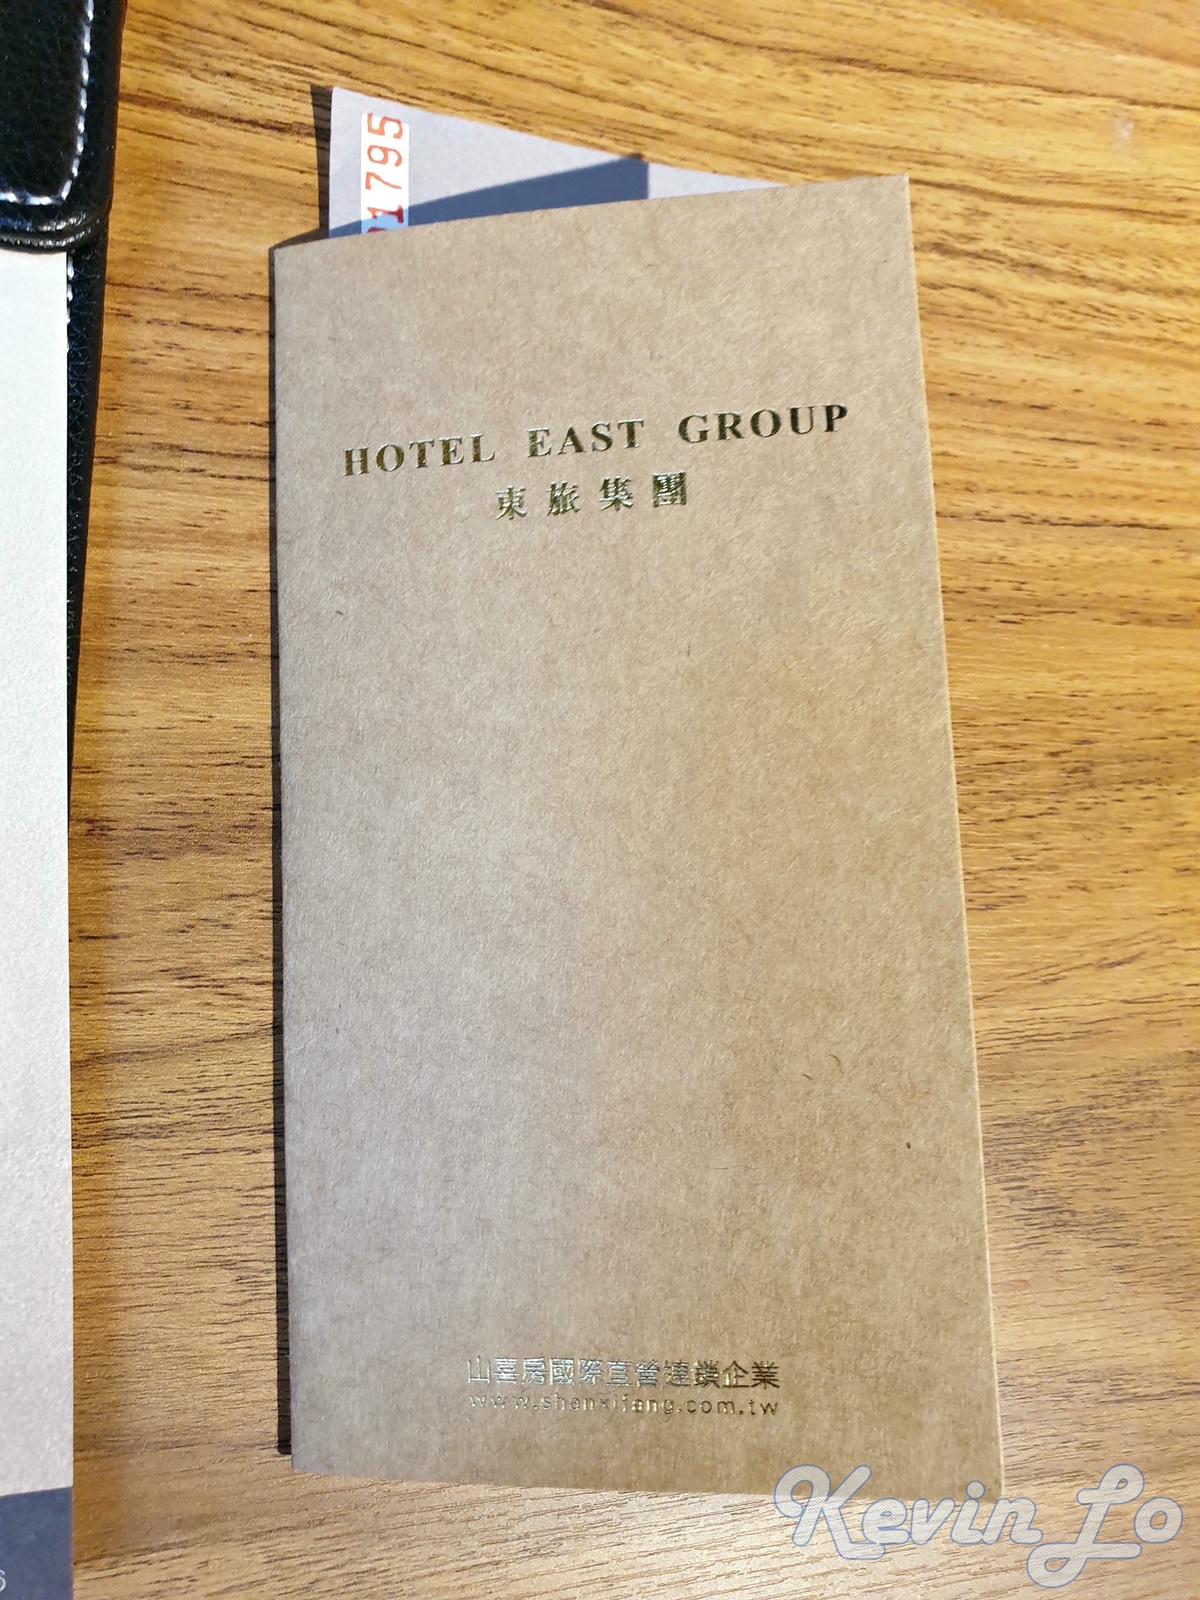 1795
HOTEL EAST GROUP
東旅集團
山喜房國際直營連鎖企業
www.shanxifang.com.tw
6
Kevin Lo